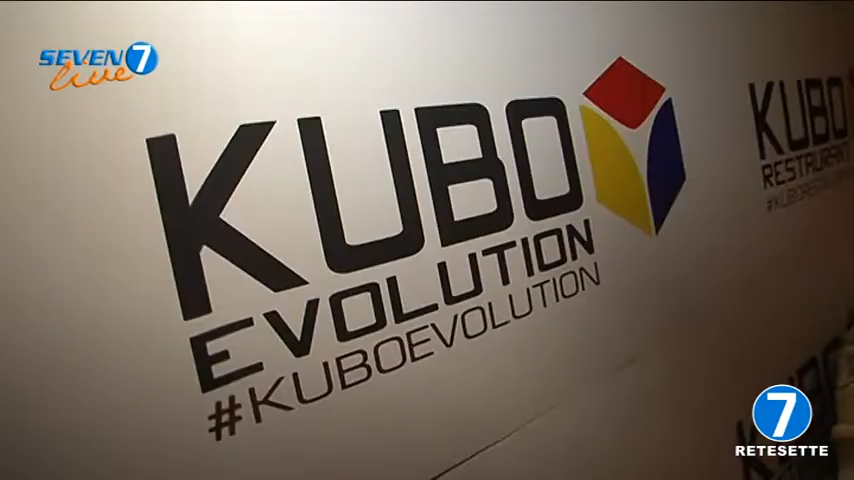 SEVEN 7
live
KUBO
EVOLUTION
#KUBOEVOLUTION
KUBO
RESTAURANT
7
RETESETTE